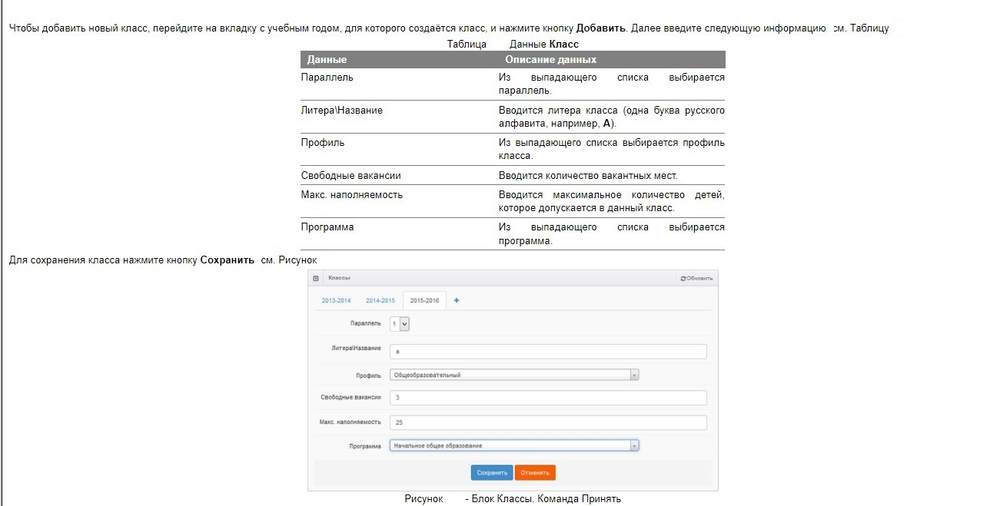 Чтобы добавить новый класс, перейдите на вкладку с учебным годом, для которого создаётся класс, и нажмите кнопку Добавить. Далее введите следующую информацию см. Таблицу
Таблица Данные Класс
Данные Описание данных
Параллель Из выпадающего списка выбирается
параллель.
Литера\Название Вводится литера класса (одна буква русского
алфавита, например, А).
Профиль Из выпадающего списка выбирается профиль
класса.
Свободные вакансии Вводится количество вакантных мест.
Макс. наполняемость Вводится максимальное количество детей,
которое допускается в данный класс.
Программа Из выпадающего списка выбирается
программа.
Для сохранения класса нажмите кнопку Сохранить см. Рисунок
Классы Обновить
2013-2014 2014-2015 2015-2016 +
Параллель 1
Литера\Название а
Профиль Общеобразовательный
Свободные вакансии 3
Макс. наполняемость 25
Программа Начальное общее образование
Сохранить Отменить
Рисунок - Блок Классы. Команда Принять